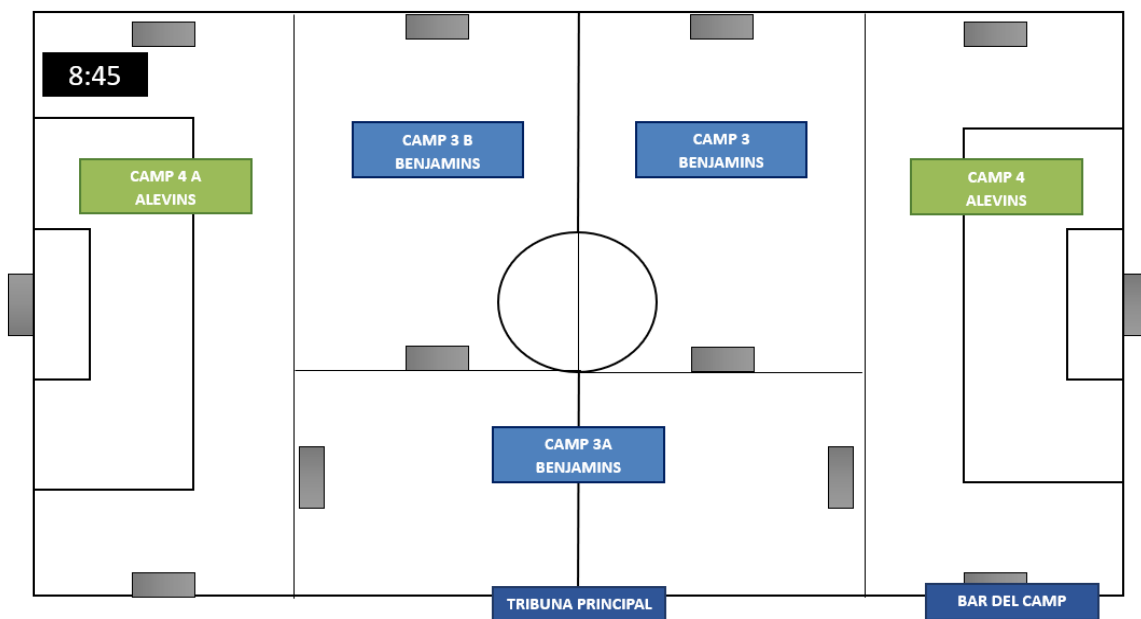 8:45
CAMP 3 B
BENJAMINS
CAMP 3
BENJAMINS
CAMP 4 A
ALEVINS
CAMP 4
ALEVINS
CAMP 3A
BENJAMINS
TRIBUNA PRINCIPAL
BAR DEL CAMP